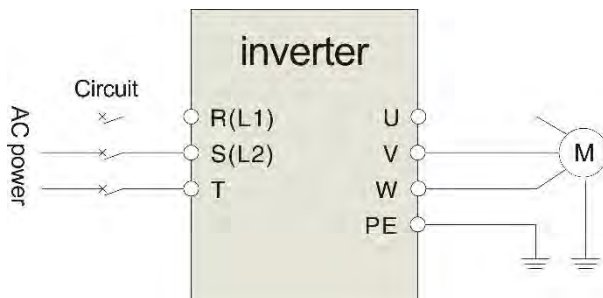 inverter
Circuit
AC power
R(L1)
S(L2)
T
U
V
W
PE
M